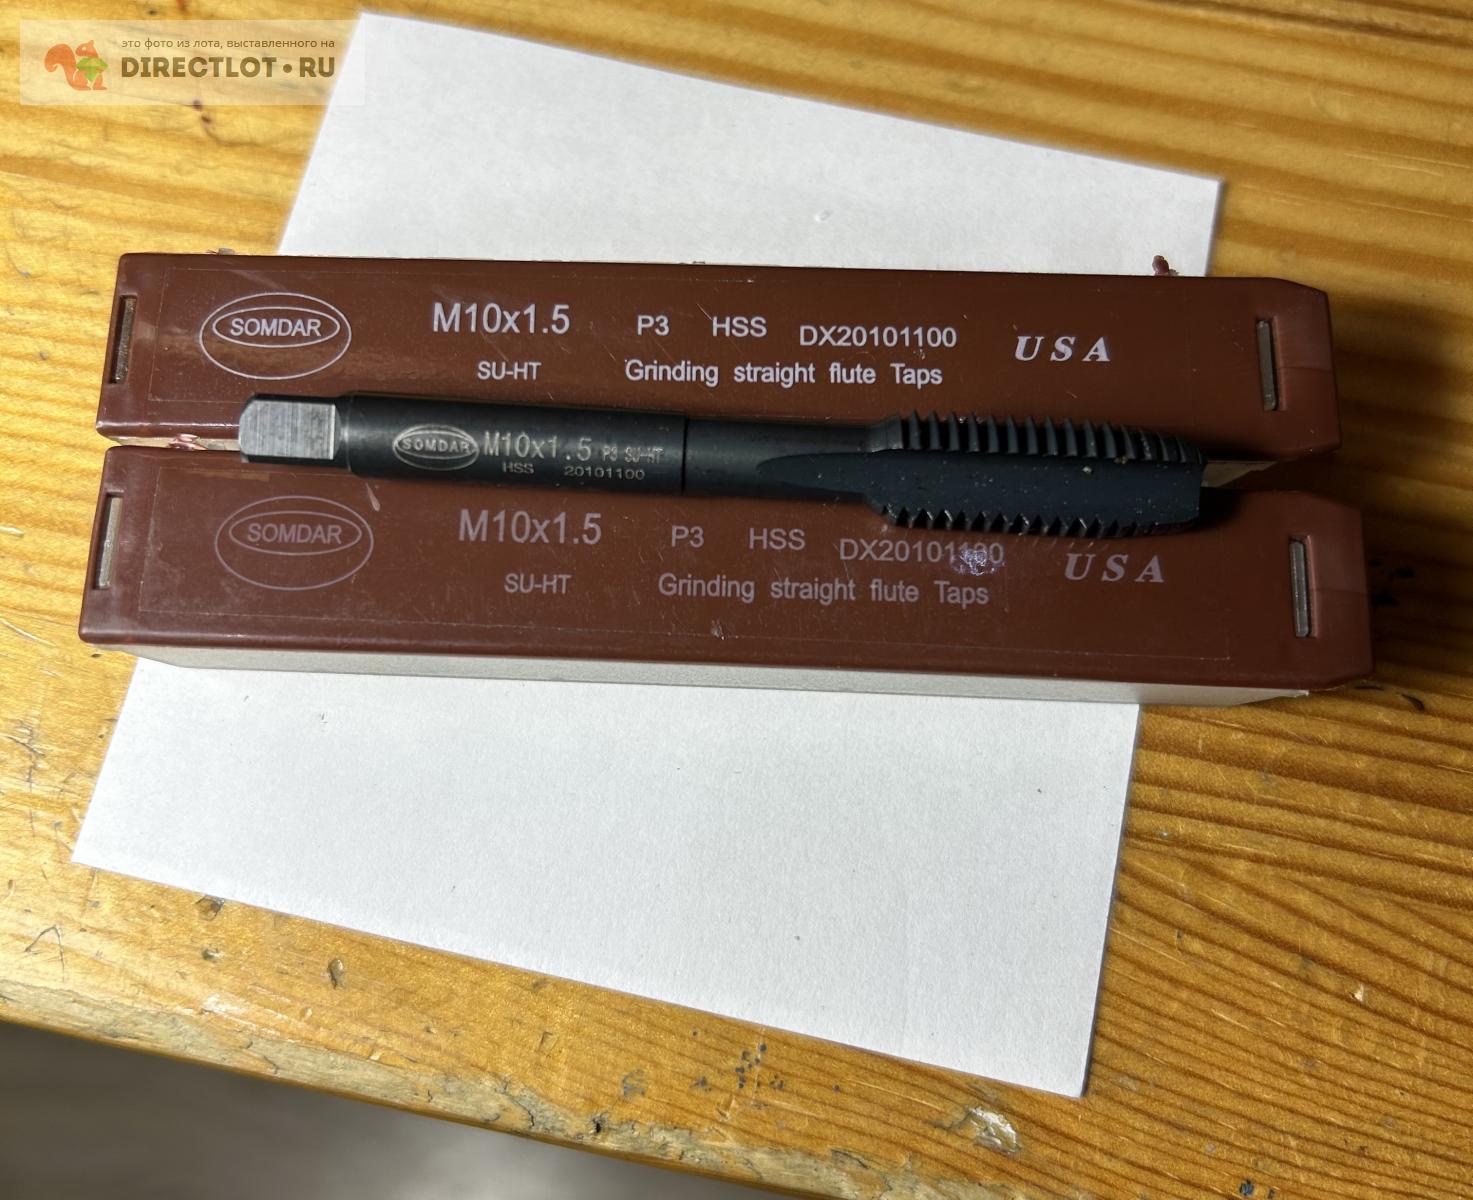 это фото из лота, выставленного на
DIRECTLOT•RU
SOMDAR M10x1.5 P3 HSS DX20101100 USA
SU-HT Grinding straight flute Taps
SOMDAR M10x1.5 P3 SU-HT
HSS 20101100
SOMDAR M10x1.5 P3 HSS DX20101100 USA
SU-HT Grinding straight flute Taps